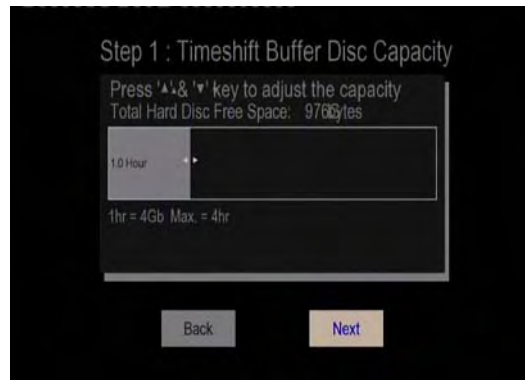 Step 1 : Timeshift Buffer Disc Capacity
Press '▲'& '▼' key to adjust the capacity
Total Hard Disc Free Space:
1.0 Hour
1hr = 4Gb Max. = 4hr
Back
Next